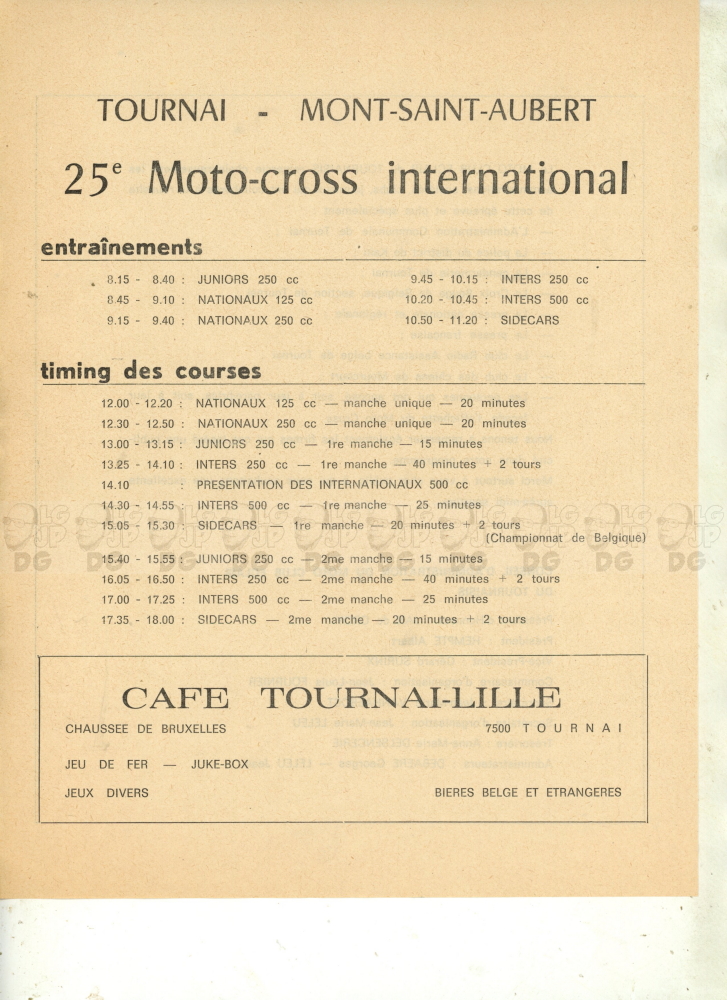 TOURNAI - MONT-SAINT-AUBERT
25e Moto-cross international
entraînements
8.15 - 8.40 : JUNIORS 250 cc
8.45 - 9.10 : NATIONAUX 125 cc
9.15 - 9.40 : NATIONAUX 250 cc
9.45 - 10.15 : INTERS 250 cc
10.20 - 10.45 : INTERS 500 cc
10.50 - 11.20 : SIDECARS
timing des courses
12.00 - 12.20 : NATIONAUX 125 cc — manche unique — 20 minutes
12.30 - 12.50 : NATIONAUX 250 cc — manche unique — 20 minutes
13.00 - 13.15 : JUNIORS 250 cc — 1re manche — 15 minutes
13.25 - 14.10 : INTERS 250 cc — 1re manche — 40 minutes + 2 tours
14.10 : PRESENTATION DES INTERNATIONAUX 500 cc
14.30 - 14.55 : INTERS 500 cc — 1re manche — 25 minutes
15.05 - 15.30 : SIDECARS — 1re manche — 20 minutes + 2 tours
(Championnat de Belgique)
15.40 - 15.55 : JUNIORS 250 cc — 2me manche — 15 minutes
16.05 - 16.50 : INTERS 250 cc — 2me manche — 40 minutes + 2 tours
17.00 - 17.25 : INTERS 500 cc — 2me manche — 25 minutes
17.35 - 18.00 : SIDECARS — 2me manche — 20 minutes + 2 tours
CAFE TOURNAI-LILLE
CHAUSSEE DE BRUXELLES 7500 TOURNAI
JEU DE FER — JUKE-BOX
JEUX DIVERS BIERES BELGE ET ETRANGERES